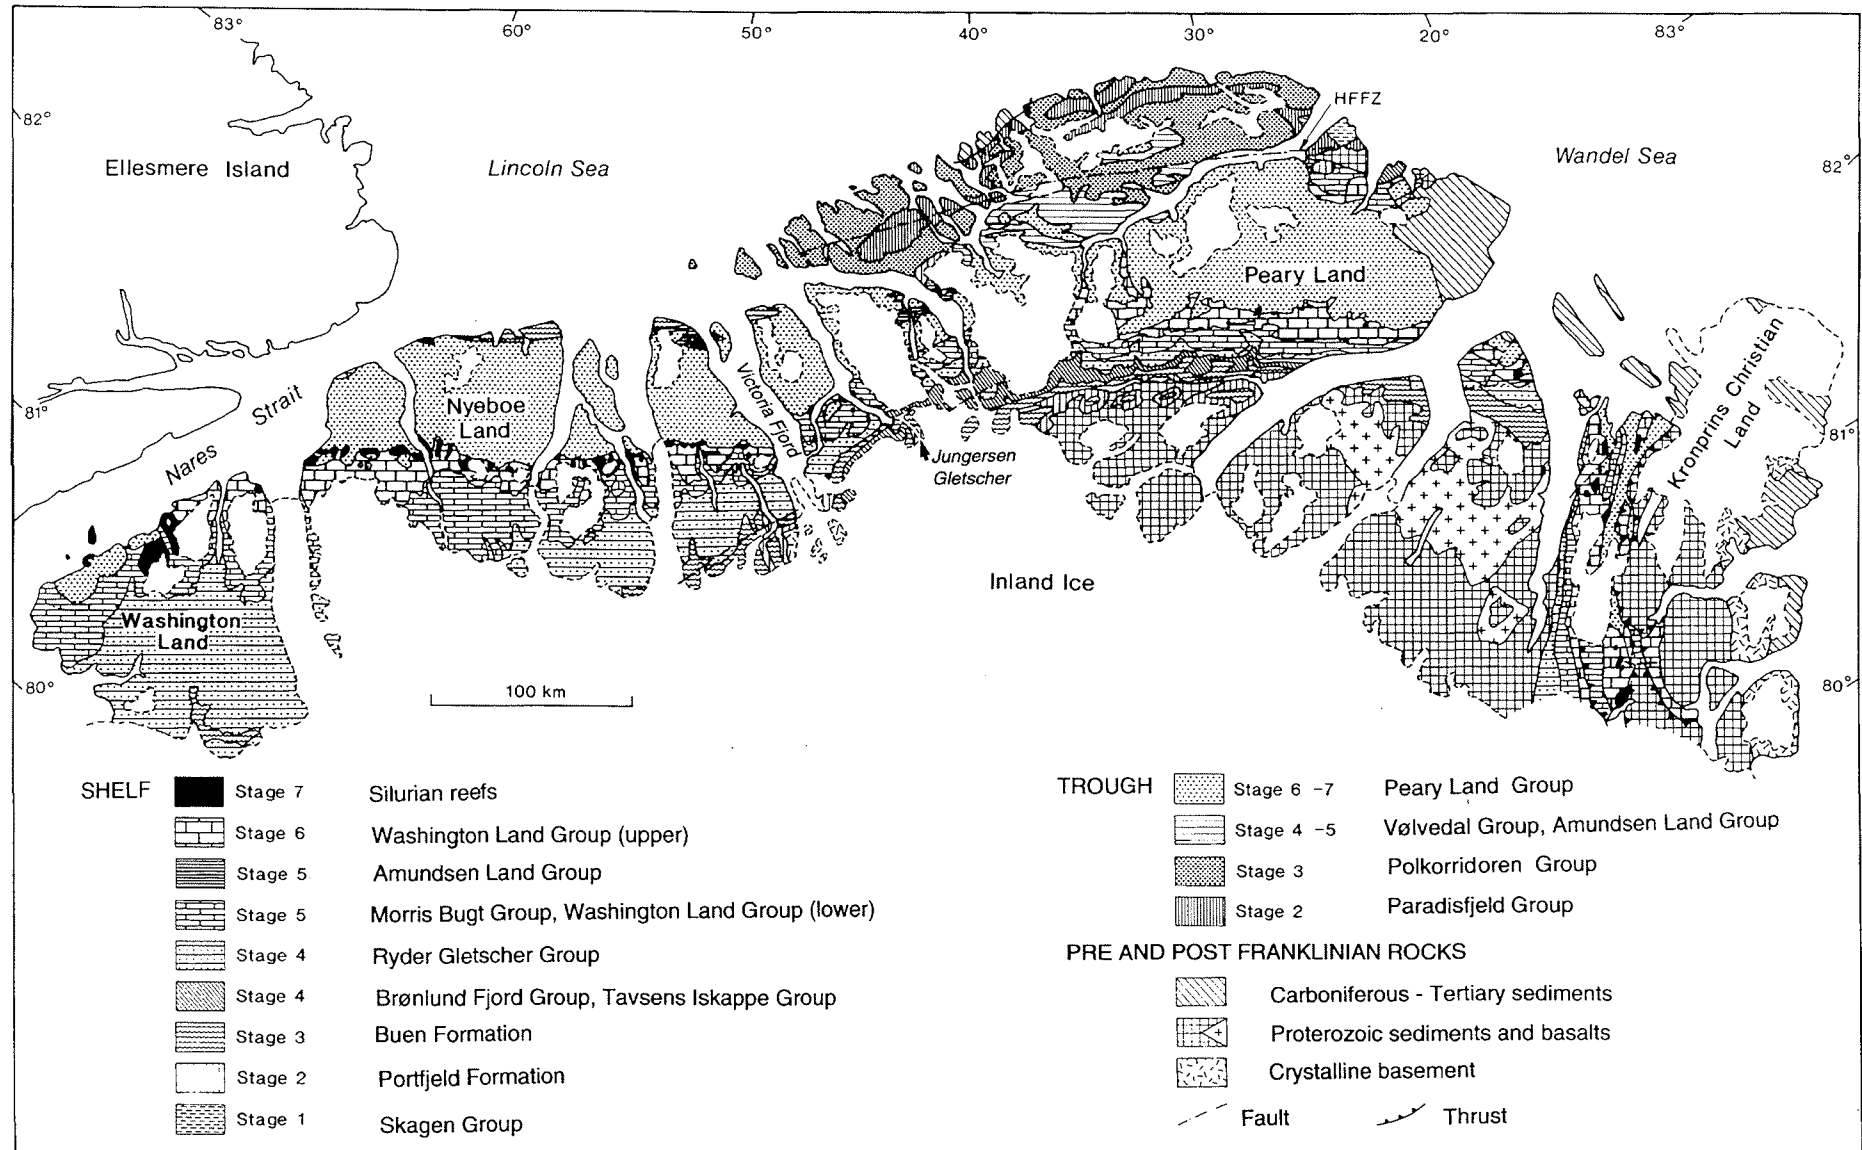 83°
60°
50°
40°
30°
20°
83°
HFFZ
82°
Ellesmere Island
Lincoln Sea
Wandel Sea
82°
Peary Land
81°
Nares Strait
Nyeboe
Land
Victoria Fjord
Jungersen
Gletscher
Kronprins Christian
Land
81°
Inland Ice
Washington
Land
80°
100 km
80°
SHELF
Stage 7 Silurian reefs
Stage 6 Washington Land Group (upper)
Stage 5 Amundsen Land Group
Stage 5 Morris Bugt Group, Washington Land Group (lower)
Stage 4 Ryder Gletscher Group
Stage 4 Brønlund Fjord Group, Tavsens Iskappe Group
Stage 3 Buen Formation
Stage 2 Portfjeld Formation
Stage 1 Skagen Group
TROUGH
Stage 6 -7 Peary Land Group
Stage 4 -5 Vølvedal Group, Amundsen Land Group
Stage 3 Polkorridoren Group
Stage 2 Paradisfjeld Group
PRE AND POST FRANKLINIAN ROCKS
Carboniferous - Tertiary sediments
Proterozoic sediments and basalts
Crystalline basement
Fault
Thrust